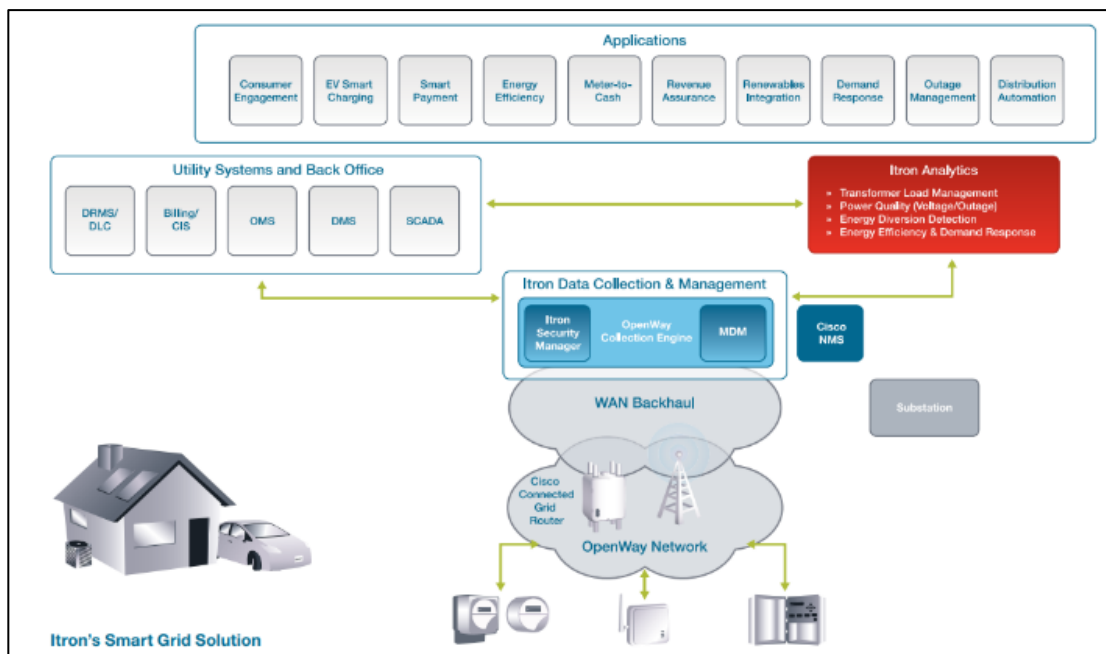 Applications
Consumer
Engagement
EV Smart
Charging
Smart
Payment
Energy
Efficiency
Meter-to-
Cash
Revenue
Assurance
Renewables
Integration
Demand
Response
Outage
Management
Distribution
Automation
Utility Systems and Back Office
DRMS/
DLC
Billing/
CIS
OMS
DMS
SCADA
Itron Analytics
» Transformer Load Management
» Power Quality (Voltage/Outage)
» Energy Diversion Detection
» Energy Efficiency & Demand Response
Itron Data Collection & Management
Itron
Security
Manager
OpenWay
Collection Engine
MDM
Cisco
NMS
WAN Backhaul
Substation
Cisco
Connected
Grid
Router
OpenWay Network
Itron's Smart Grid Solution